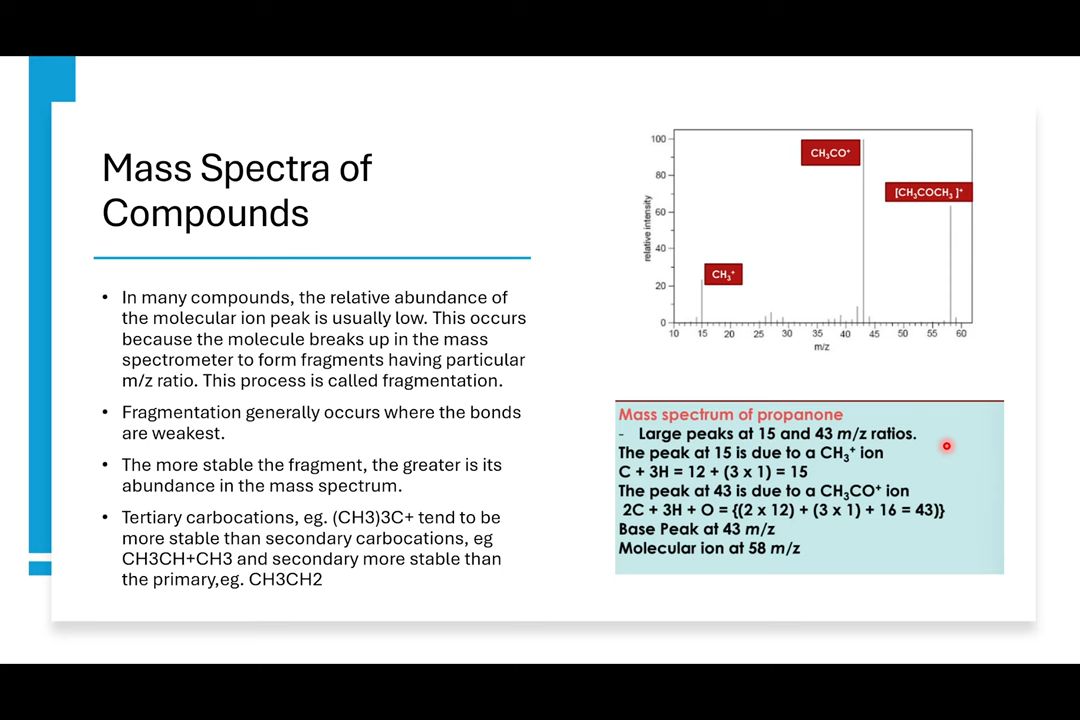 Mass Spectra of
Compounds
• In many compounds, the relative abundance of
the molecular ion peak is usually low. This occurs
because the molecule breaks up in the mass
spectrometer to form fragments having particular
m/z ratio. This process is called fragmentation.
• Fragmentation generally occurs where the bonds
are weakest.
• The more stable the fragment, the greater is its
abundance in the mass spectrum.
• Tertiary carbocations, eg. (CH3)3C+ tend to be
more stable than secondary carbocations, eg
CH3CH+CH3 and secondary more stable than
the primary,eg. CH3CH2
100
80
60
40
20
0
relative intensity
CH₃CO⁺
[CH₃COCH₃ ]⁺
CH₃⁺
10 15 20 25 30 35 40 45 50 55 60
m/z
Mass spectrum of propanone
- Large peaks at 15 and 43 m/z ratios.
The peak at 15 is due to a CH₃⁺ ion
C + 3H = 12 + (3 x 1) = 15
The peak at 43 is due to a CH₃CO⁺ ion
2C + 3H + O = {(2 x 12) + (3 x 1) + 16 = 43)}
Base Peak at 43 m/z
Molecular ion at 58 m/z